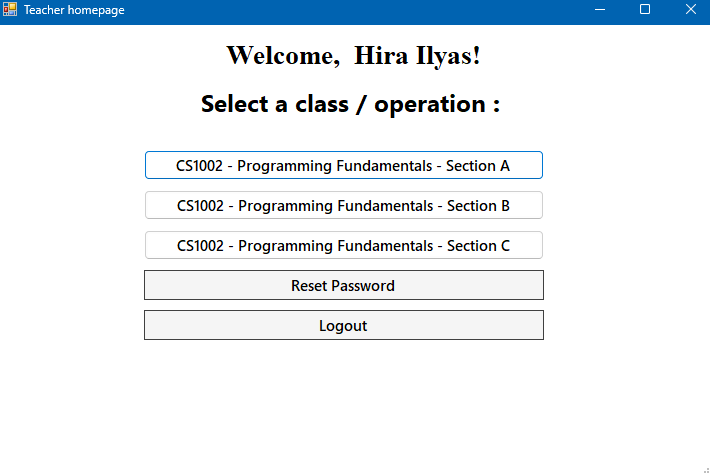 Teacher homepage
Welcome,  Hira Ilyas!
Select a class / operation :
CS1002 - Programming Fundamentals - Section A
CS1002 - Programming Fundamentals - Section B
CS1002 - Programming Fundamentals - Section C
Reset Password
Logout